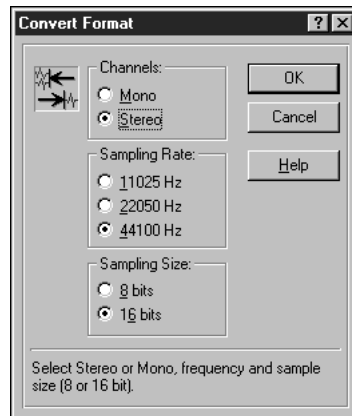 Convert Format
Channels:
Mono
Stereo
Sampling Rate:
11025 Hz
22050 Hz
44100 Hz
Sampling Size:
8 bits
16 bits
OK
Cancel
Help
Select Stereo or Mono, frequency and sample
size (8 or 16 bit).